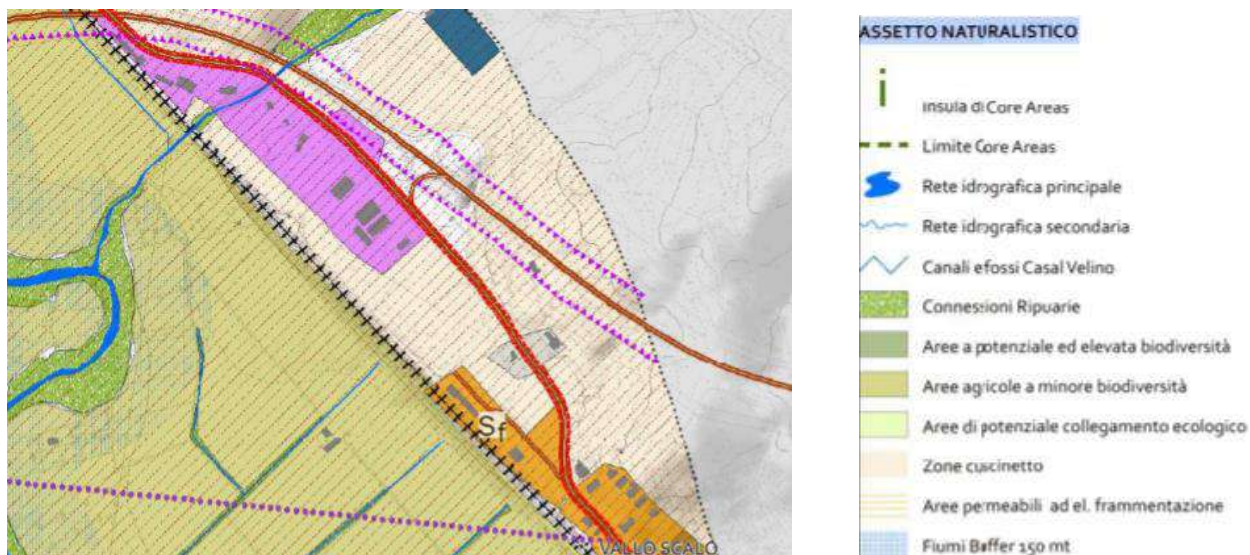 Sf
VALLO SCALO
ASSETTO NATURALISTICO
i
insula di Core Areas
Limite Core Areas
Rete idrografica principale
Rete idrografica secondaria
Canali e fossi Casal Velino
Connessioni Ripuarie
Aree a potenziale ed elevata biodiversità
Aree agricole a minore biodiversità
Aree di potenziale collegamento ecologico
Zone cuscinetto
Aree permeabili ad el. frammentazione
Fiumi Buffer 150 mt